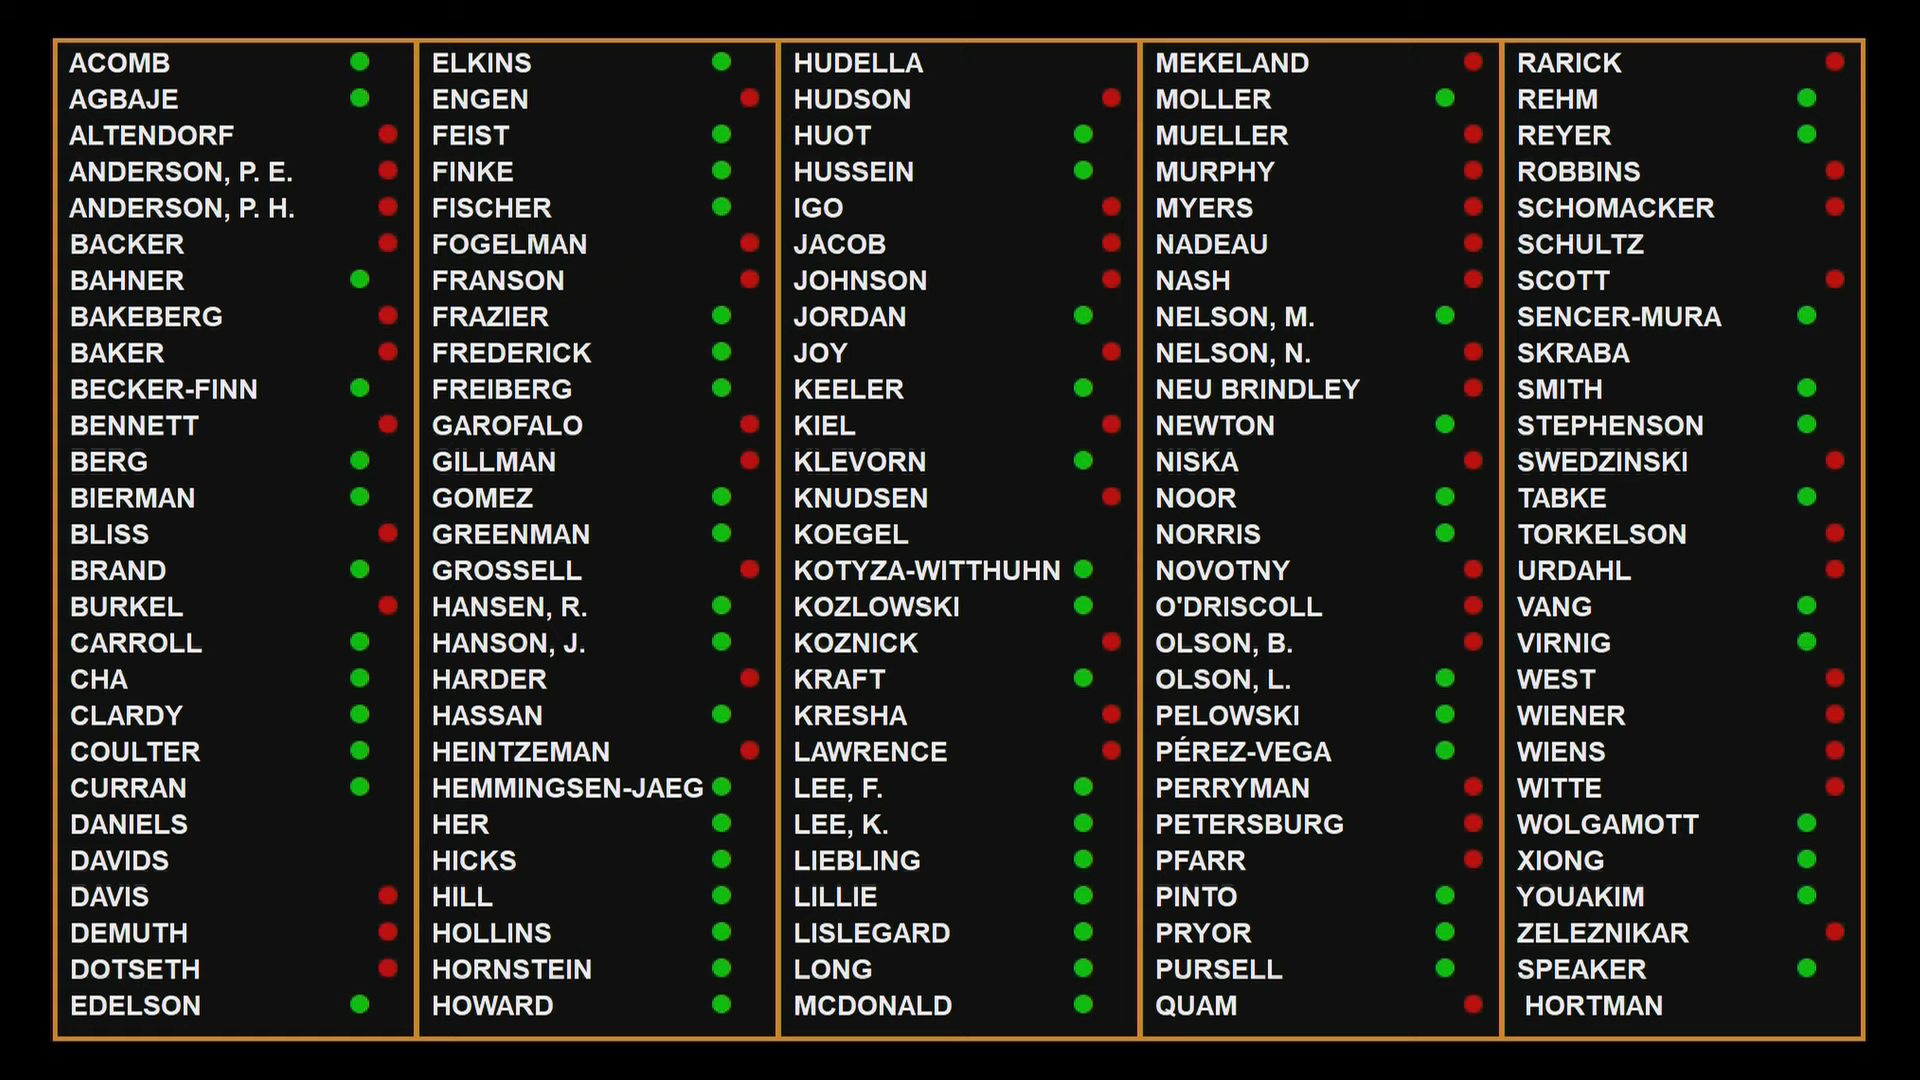 ACOMB
AGBAJE
ALTENDORF
ANDERSON, P. E.
ANDERSON, P. H.
BACKER
BAHNER
BAKEBERG
BAKER
BECKER-FINN
BENNETT
BERG
BIERMAN
BLISS
BRAND
BURKEL
CARROLL
CHA
CLARDY
COULTER
CURRAN
DANIELS
DAVIDS
DAVIS
DEMUTH
DOTSETH
EDELSON
ELKINS
ENGEN
FEIST
FINKE
FISCHER
FOGELMAN
FRANSON
FRAZIER
FREDERICK
FREIBERG
GAROFALO
GILLMAN
GOMEZ
GREENMAN
GROSSELL
HANSEN, R.
HANSON, J.
HARDER
HASSAN
HEINTZEMAN
HEMMINGSEN-JAEG
HER
HICKS
HILL
HOLLINS
HORNSTEIN
HOWARD
HUDELLA
HUDSON
HUOT
HUSSEIN
IGO
JACOB
JOHNSON
JORDAN
JOY
KEELER
KIEL
KLEVORN
KNUDSEN
KOEGEL
KOTYZA-WITTHUHN
KOZLOWSKI
KOZNICK
KRAFT
KRESHA
LAWRENCE
LEE, F.
LEE, K.
LIEBLING
LILLIE
LISLEGARD
LONG
MCDONALD
MEKELAND
MOLLER
MUELLER
MURPHY
MYERS
NADEAU
NASH
NELSON, M.
NELSON, N.
NEU BRINDLEY
NEWTON
NISKA
NOOR
NORRIS
NOVOTNY
O'DRISCOLL
OLSON, B.
OLSON, L.
PELOWSKI
PÉREZ-VEGA
PERRYMAN
PETERSBURG
PFARR
PINTO
PRYOR
PURSELL
QUAM
RARICK
REHM
REYER
ROBBINS
SCHOMACKER
SCHULTZ
SCOTT
SENCER-MURA
SKRABA
SMITH
STEPHENSON
SWEDZINSKI
TABKE
TORKELSON
URDAHL
VANG
VIRNIG
WEST
WIENER
WIENS
WITTE
WOLGAMOTT
XIONG
YOUAKIM
ZELEZNIKAR
SPEAKER
HORTMAN